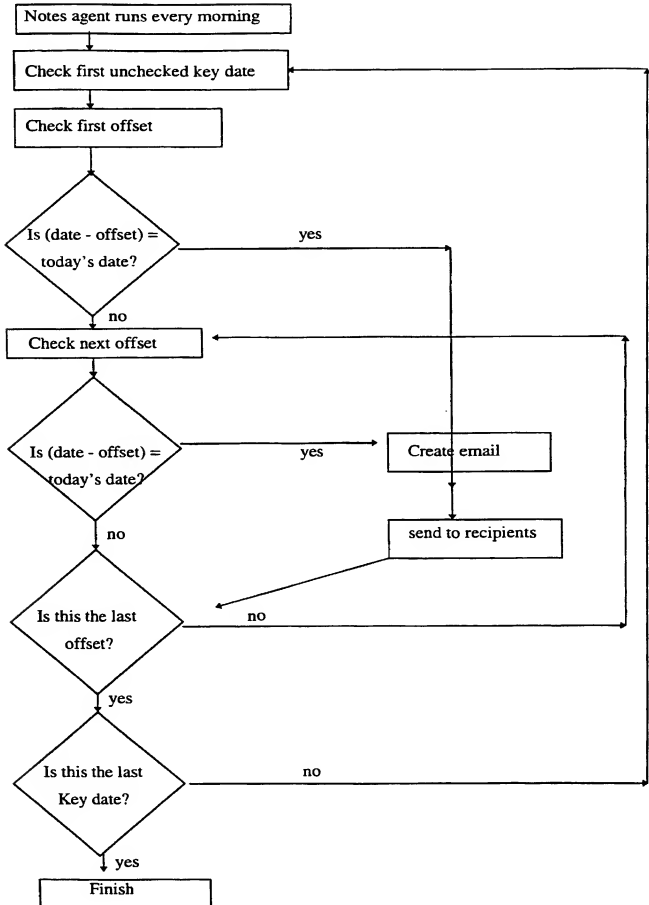 Notes agent runs every morning
Check first unchecked key date
Check first offset
Is (date - offset) =
today's date?
yes
no
Check next offset
Is (date - offset) =
today's date?
yes
Create email
no
send to recipients
Is this the last
offset?
no
yes
Is this the last
Key date?
no
yes
Finish